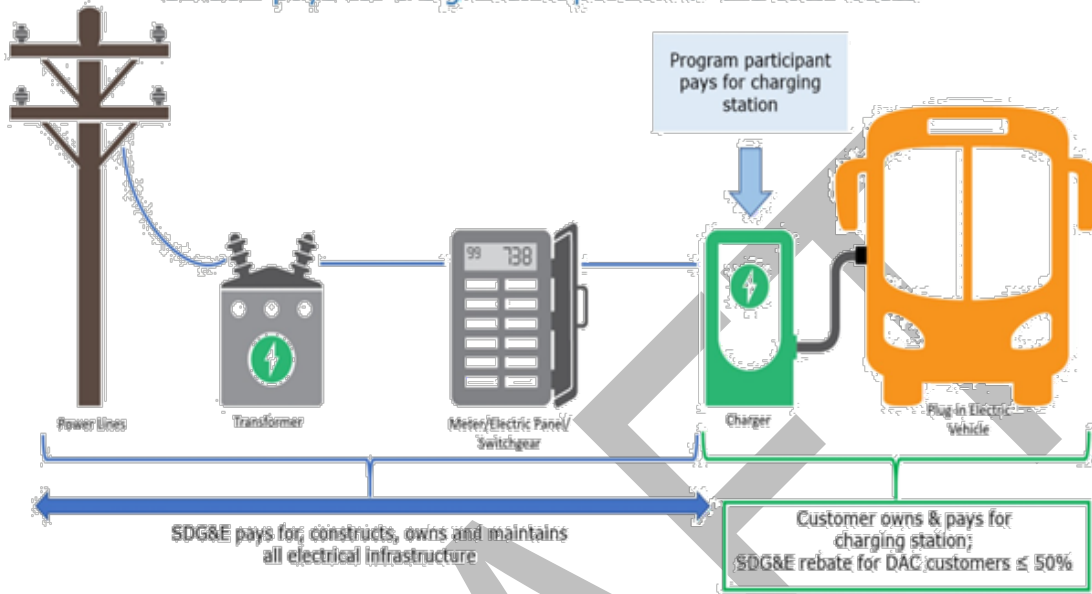 Program participant
pays for charging
station
99 738
Power Lines
Transformer
Meter/Electric Panel/
Switchgear
Charger
Plug-in Electric
Vehicle
SDG&E pays for, constructs, owns and maintains
all electrical infrastructure
Customer owns & pays for
charging station;
SDG&E rebate for DAC customers ≤ 50%